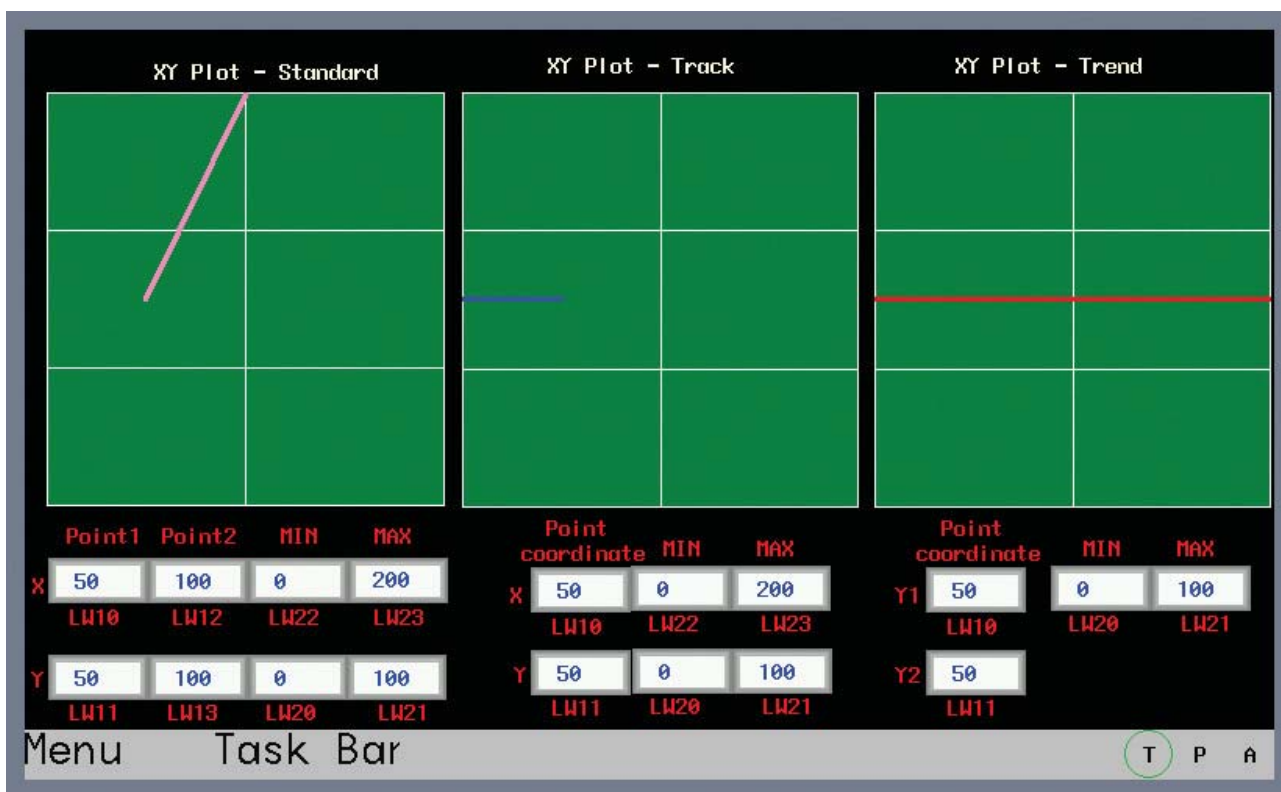 XY Plot - Standard
XY Plot - Track
XY Plot - Trend
Point1 Point2 MIN MAX
X 50 100 0 200
LW10 LW12 LW22 LW23
Y 50 100 0 100
LW11 LW13 LW20 LW21
Point
coordinate MIN MAX
X 50 0 200
LW10 LW22 LW23
Y 50 0 100
LW11 LW20 LW21
Point
coordinate MIN MAX
Y1 50 0 100
LW10 LW20 LW21
Y2 50
LW11
Menu Task Bar T P A